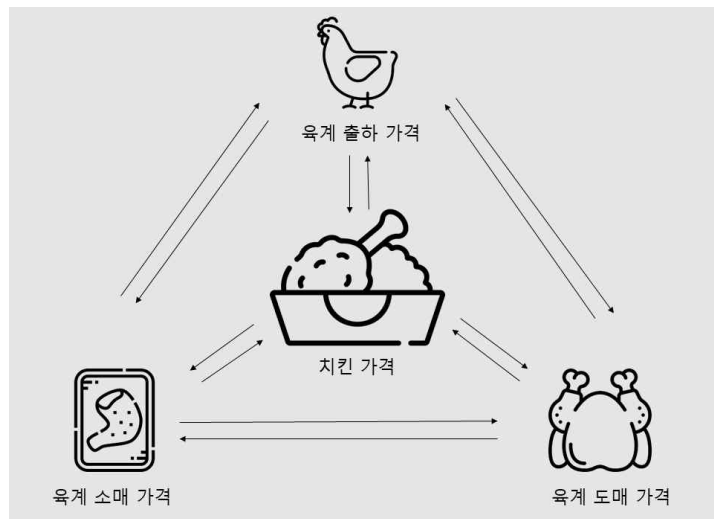 육계 출하 가격
치킨 가격
육계 소매 가격
육계 도매 가격